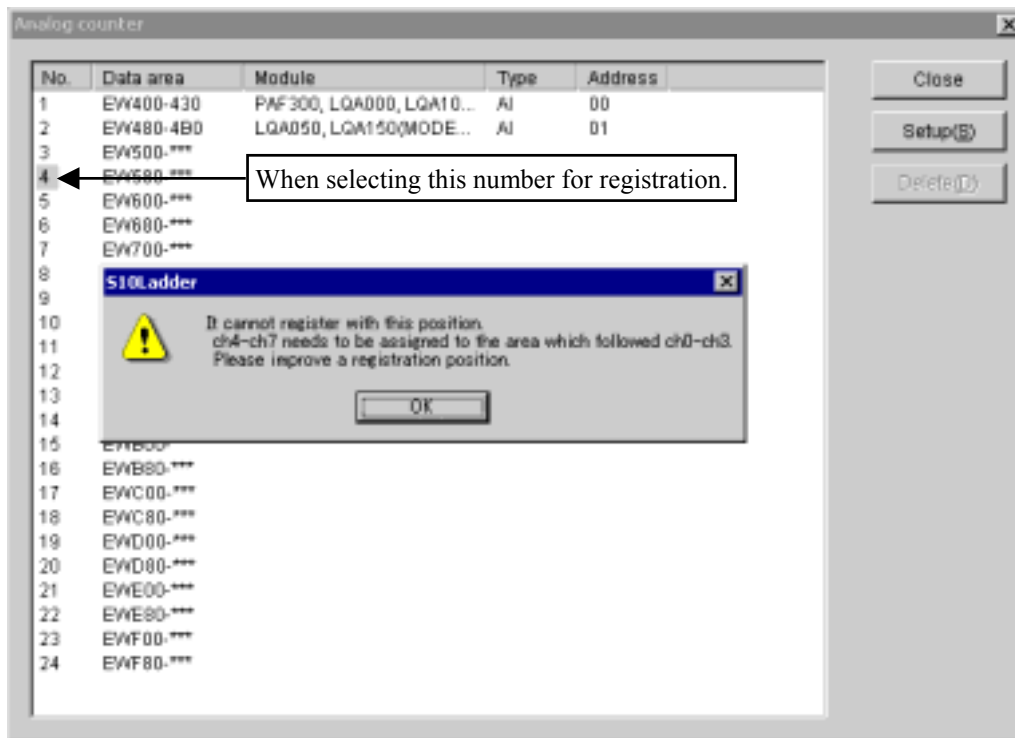 Analog counter
No. Data area Module Type Address
Close
1 EW400-430 PAF300, LQA000, LQA10... AI 00
2 EW480-4B0 LQA050, LQA150(MODE... AI 01
Setup(S)
3 EW500-***
4 EW580-*** When selecting this number for registration.
Delete(D)
5 EW600-***
6 EW680-***
7 EW700-***
8
S10Ladder
9
10 It cannot register with this position.
11 ch4-ch7 needs to be assigned to the area which followed ch0-ch3.
12 Please improve a registration position.
13
OK
14
15 EWB00-
16 EWB80-***
17 EWC00-***
18 EWC80-***
19 EWD00-***
20 EWD80-***
21 EWE00-***
22 EWE80-***
23 EWF00-***
24 EWF80-***